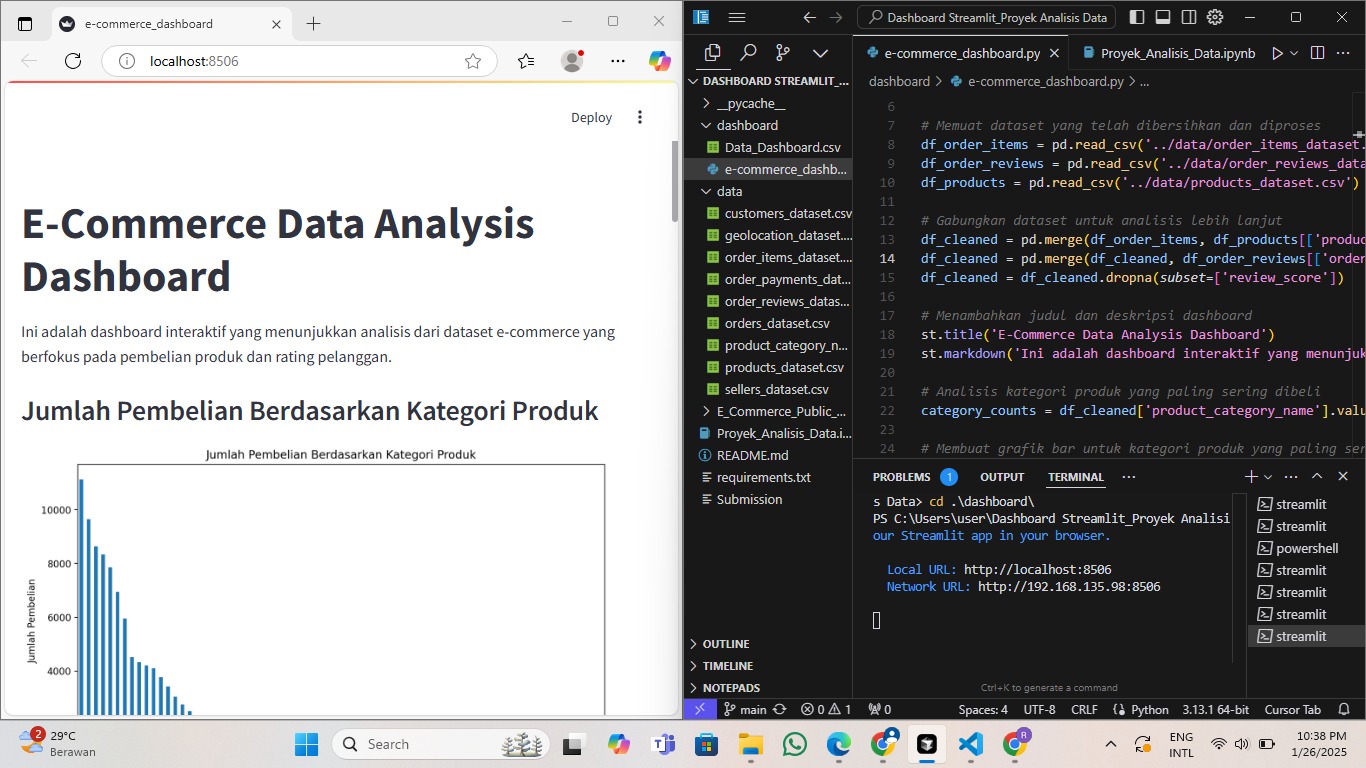 e-commerce_dashboard
localhost:8506
Deploy
E-Commerce Data Analysis
Dashboard
Ini adalah dashboard interaktif yang menunjukkan analisis dari dataset e-commerce yang
berfokus pada pembelian produk dan rating pelanggan.
Jumlah Pembelian Berdasarkan Kategori Produk
Jumlah Pembelian Berdasarkan Kategori Produk
10000
8000
6000
4000
Jumlah Pembelian
Dashboard Streamlit_Proyek Analisis Data
DASHBOARD STREAMLIT_...
__pycache__
dashboard
Data_Dashboard.csv
e-commerce_dashb...
data
customers_dataset.csv
geolocation_dataset....
order_items_dataset....
order_payments_dat...
order_reviews_datas...
orders_dataset.csv
product_category_n...
products_dataset.csv
sellers_dataset.csv
E_Commerce_Public_...
Proyek_Analisis_Data.i...
README.md
requirements.txt
Submission
OUTLINE
TIMELINE
NOTEPADS
e-commerce_dashboard.py
Proyek_Analisis_Data.ipynb
dashboard > e-commerce_dashboard.py > ...
6
7 # Memuat dataset yang telah dibersihkan dan diproses
8 df_order_items = pd.read_csv('../data/order_items_dataset.
9 df_order_reviews = pd.read_csv('../data/order_reviews_data
10 df_products = pd.read_csv('../data/products_dataset.csv')
11
12 # Gabungkan dataset untuk analisis lebih lanjut
13 df_cleaned = pd.merge(df_order_items, df_products[['produc
14 df_cleaned = pd.merge(df_cleaned, df_order_reviews[['order
15 df_cleaned = df_cleaned.dropna(subset=['review_score'])
16
17 # Menambahkan judul dan deskripsi dashboard
18 st.title('E-Commerce Data Analysis Dashboard')
19 st.markdown('Ini adalah dashboard interaktif yang menunjuk
20
21 # Analisis kategori produk yang paling sering dibeli
22 category_counts = df_cleaned['product_category_name'].valu
23
24 # Membuat grafik bar untuk kategori produk yang paling ser
PROBLEMS 1 OUTPUT TERMINAL ...
s Data> cd .\dashboard\
PS C:\Users\user\Dashboard Streamlit_Proyek Analisi
our Streamlit app in your browser.
Local URL: http://localhost:8506
Network URL: http://192.168.135.98:8506
Ctrl+K to generate a command
streamlit
streamlit
powershell
streamlit
streamlit
streamlit
streamlit
main 0 1 0 Spaces: 4 UTF-8 CRLF Python 3.13.1 64-bit Cursor Tab
2
29°C
Berawan
Search
R
ENG
INTL
10:38 PM
1/26/2025